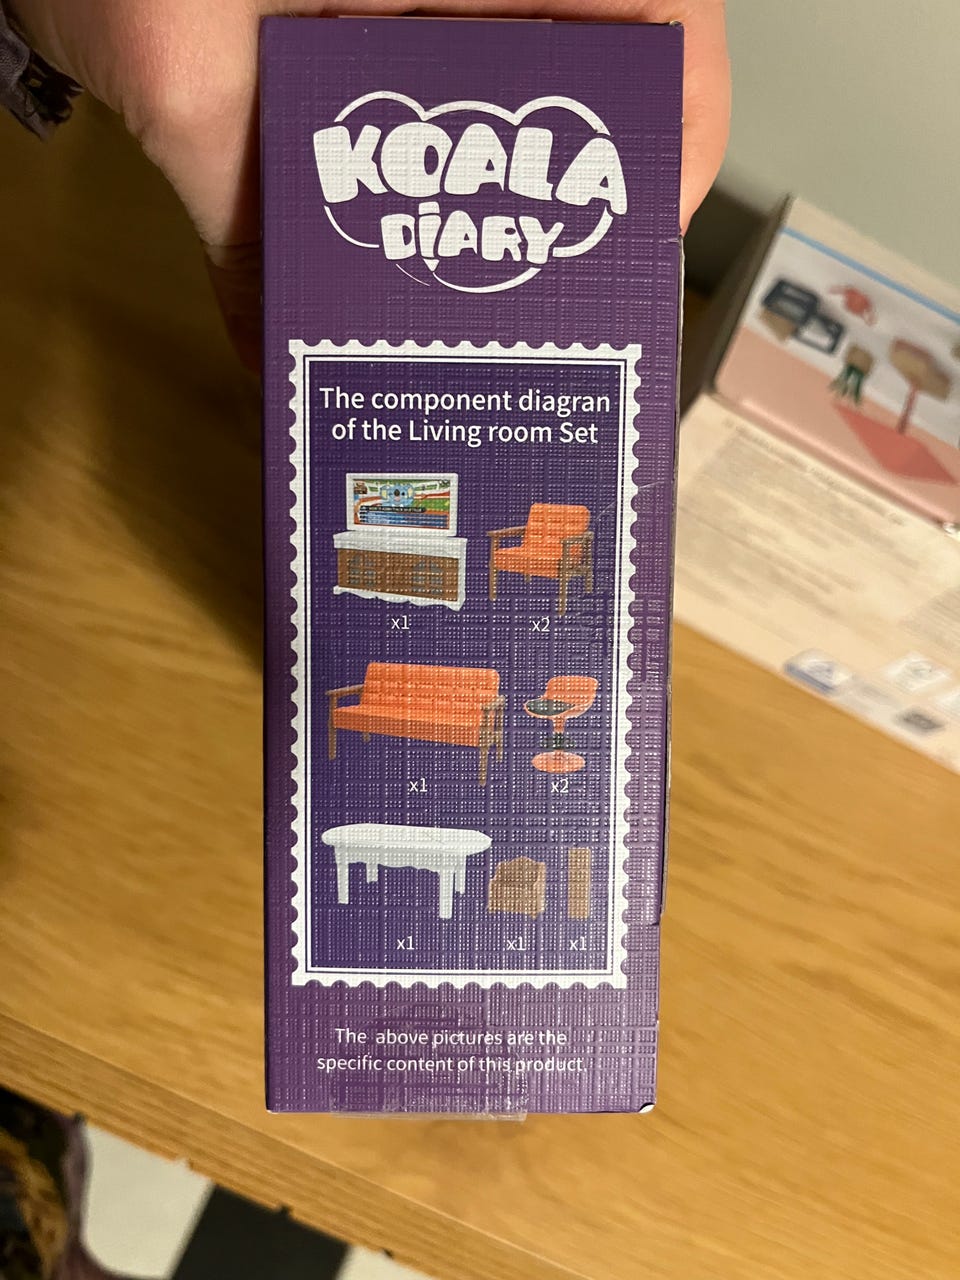 KOALA
DiARY
The component diagran
of the Living room Set
x1
x2
x1
x2
x1
x1
x1
The above pictures are the
specific content of this product.